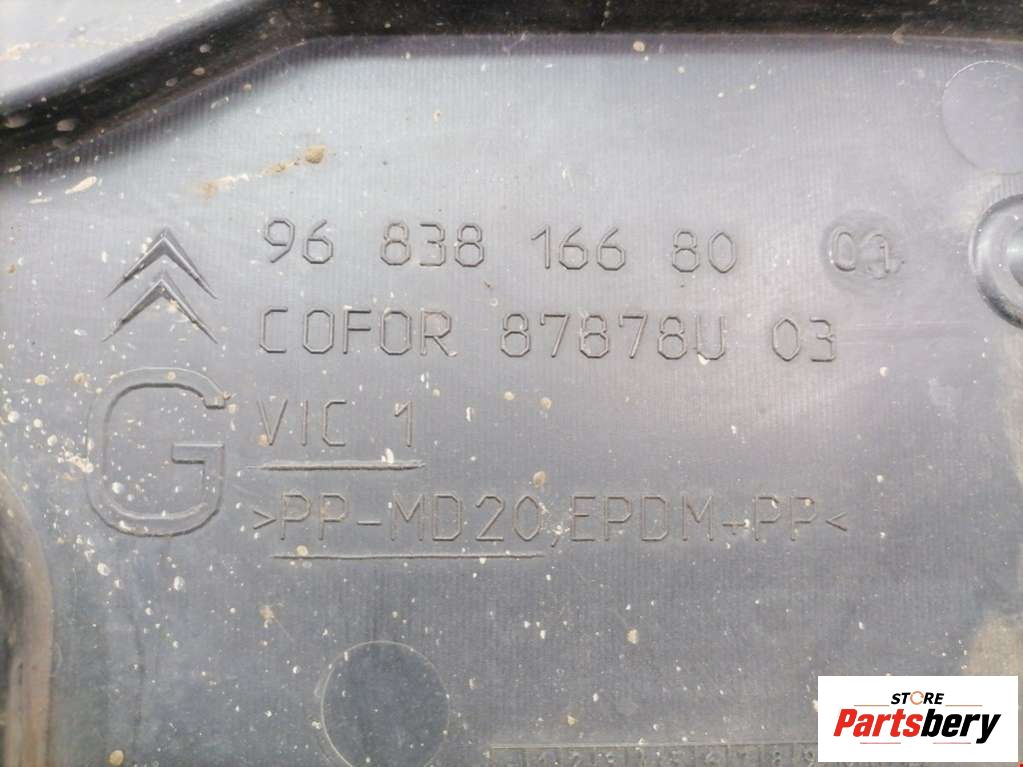 96 838 166 80
COFOR 87878U 03
G
VIC 1
>PP-MD20,EPDM+PP<
STORE
Partsbery